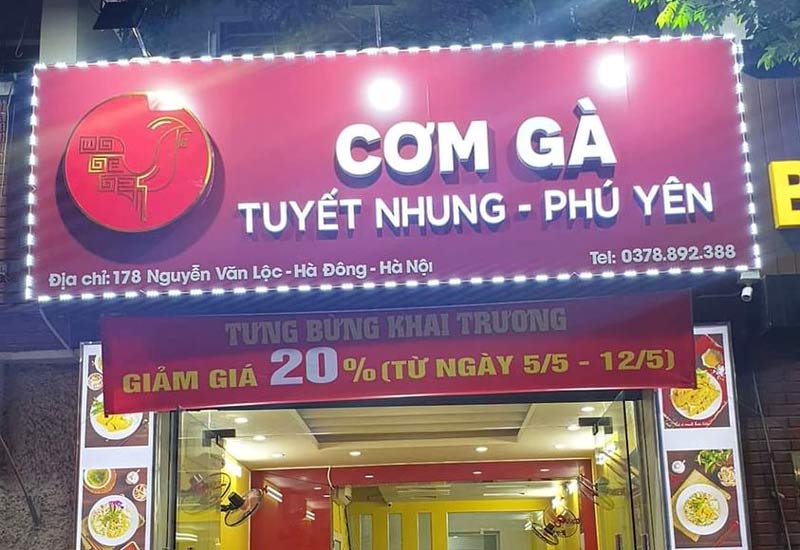 CƠM GÀ
TUYẾT NHUNG - PHÚ YÊN
Địa chỉ: 178 Nguyễn Văn Lộc - Hà Đông - Hà Nội
Tel: 0378.892.388
TƯNG BỪNG KHAI TRƯƠNG
GIẢM GIÁ 20% (TỪ NGÀY 5/5 - 12/5)